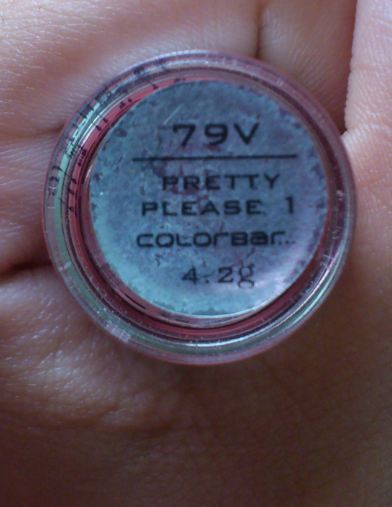 79V
PRETTY
PLEASE 1
COLORBAR..
4.2g